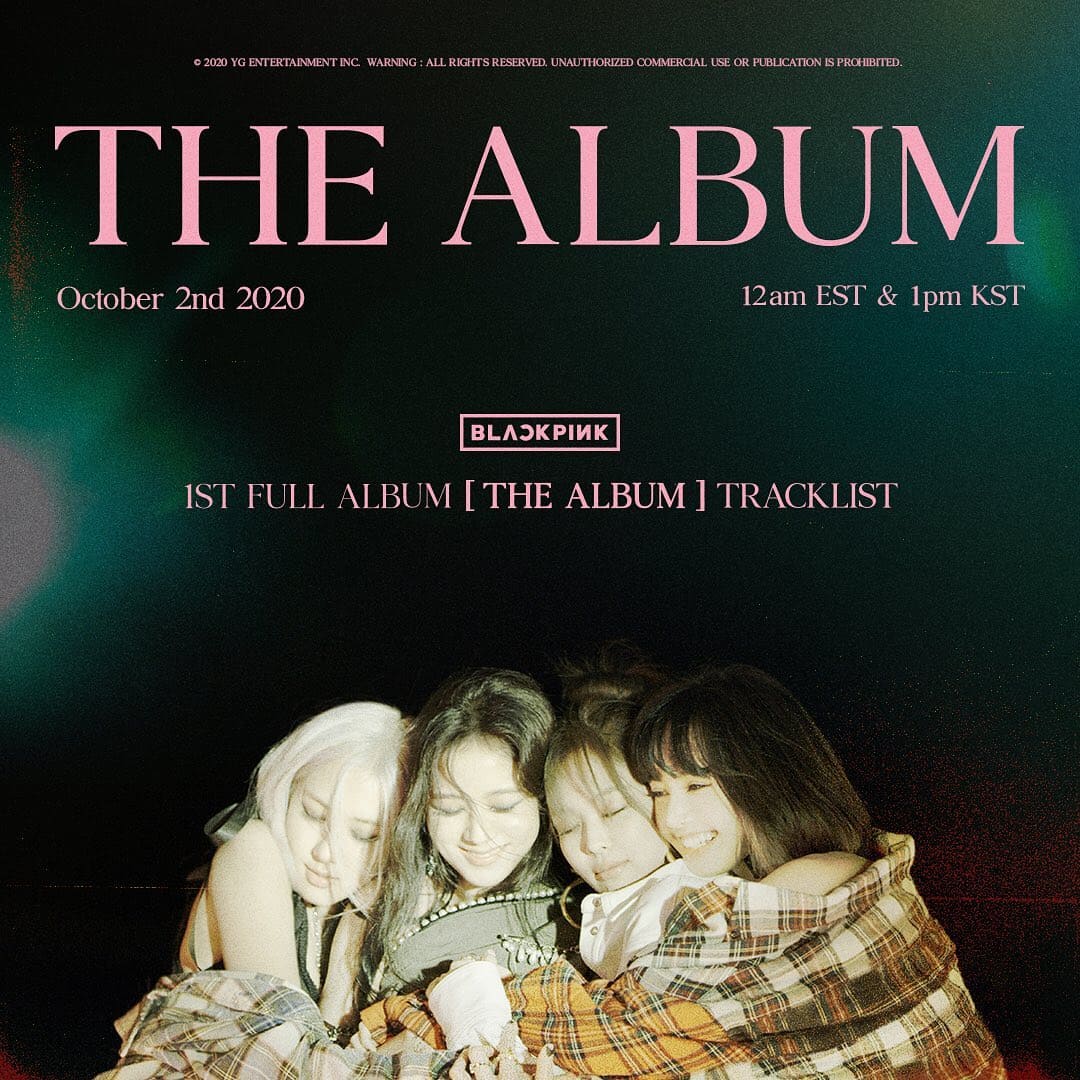 © 2020 YG ENTERTAINMENT INC. WARNING : ALL RIGHTS RESERVED. UNAUTHORIZED COMMERCIAL USE OR PUBLICATION IS PROHIBITED.
THE ALBUM
October 2nd 2020
12am EST & 1pm KST
BLACKPINK
1ST FULL ALBUM [ THE ALBUM ] TRACKLIST